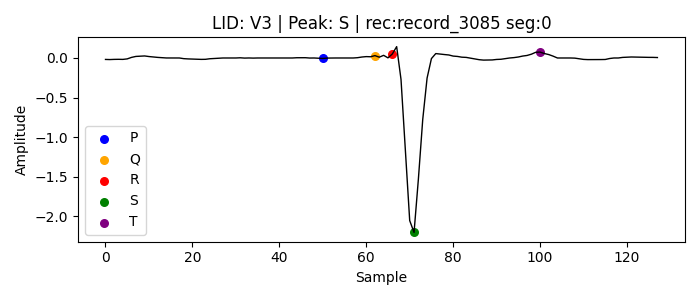 LID: V3 | Peak: S | rec:record_3085 seg:0
Amplitude
0.0
−0.5
−1.0
−1.5
−2.0
P
Q
R
S
T
0 20 40 60 80 100 120
Sample